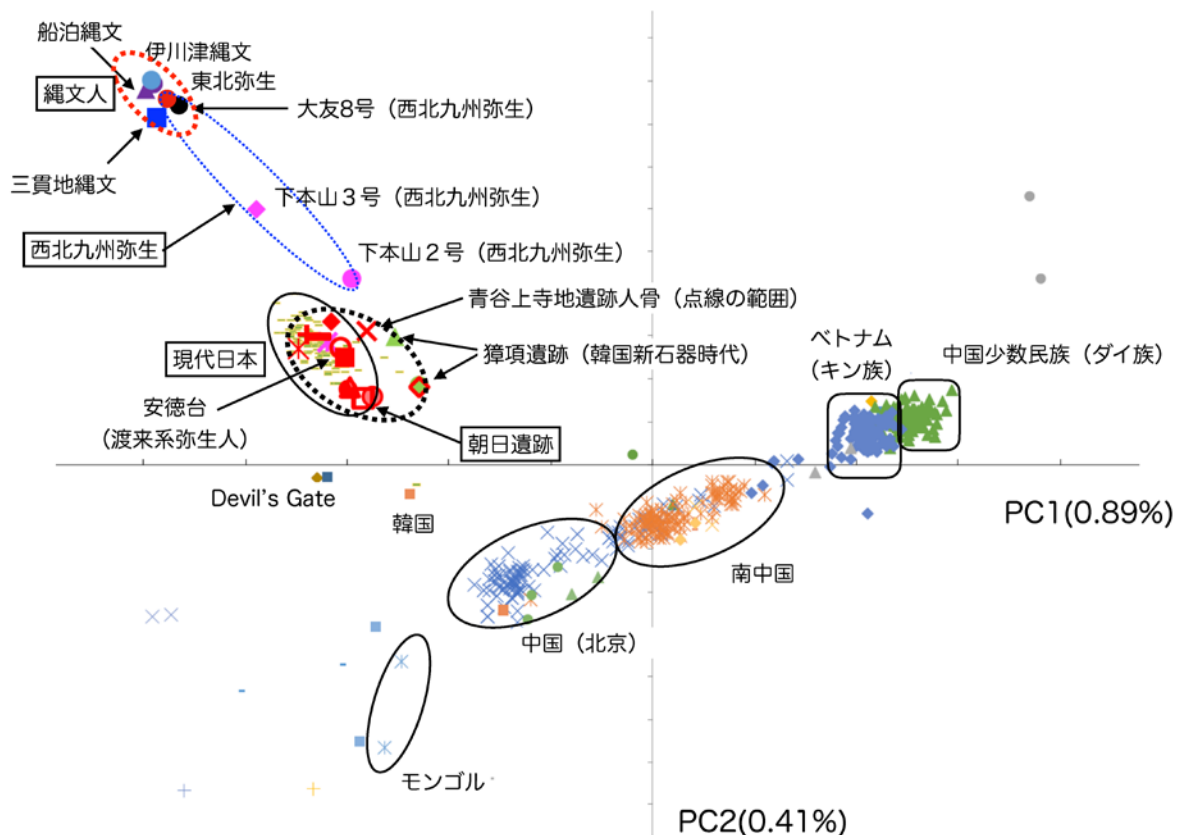 船泊縄文
伊川津縄文
東北弥生
縄文人
大友8号（西北九州弥生）
三貫地縄文
下本山３号（西北九州弥生）
西北九州弥生
下本山２号（西北九州弥生）
青谷上寺地遺跡人骨（点線の範囲）
現代日本
獐項遺跡（韓国新石器時代）
ベトナム
（キン族）
中国少数民族（ダイ族）
安徳台
（渡来系弥生人）
朝日遺跡
Devil's Gate
韓国
PC1(0.89%)
南中国
中国（北京）
モンゴル
PC2(0.41%)